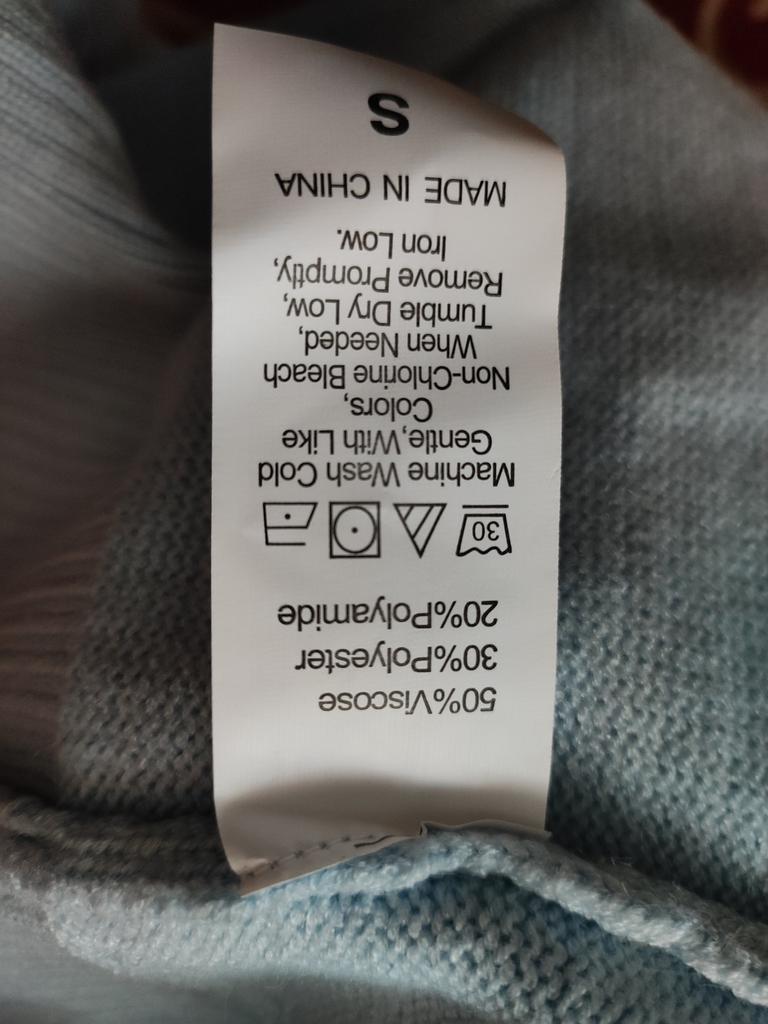 50%Viscose
30%Polyester
20%Polyamide
30
Machine Wash Cold
Gentle,With Like
Colors,
Non-Chlorine Bleach
When Needed,
Tumble Dry Low,
Remove Promptly,
Iron Low.
MADE IN CHINA
S